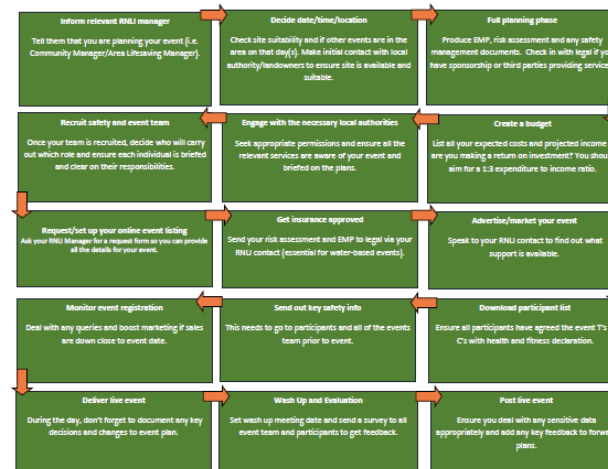 Inform relevant RNLI manager
Tell them that you are planning your event (i.e.
Community Manager/Area Lifesaving Manager).
Decide date/time/location
Check site suitability and if other events are in the
area on that day(s). Make initial contact with local
authority/landowners to ensure site is available and
suitable.
Full planning phase
Produce EMP, risk assessment and any safety
management documents. Check in with legal if
have sponsorship or third parties providing
Recruit safety and event team
Once your team is recruited, decide who will carry
out which role and ensure each individual is briefed
and clear on their responsibilities.
Engage with the necessary local authorities
Seek appropriate permissions and ensure all the
relevant services are aware of your event and
briefed on the plans.
Create a budget
List all your expected costs and projected income
are you making a return on investment? You
aim for a 1:3 expenditure to income ratio.
Request/set up your online event listing
Ask your RNLI Manager for a request form so you can provide
all the details for your event.
Get insurance approved
Send your risk assessment and EMP to legal via your
RNLI contact (essential for water-based events).
Advertise/market your event
Speak to your RNLI contact to find out what
support is available.
Monitor event registration
Deal with any queries and boost marketing if sales
are down close to event date.
Send out key safety info
This needs to go to participants and all of the events
team prior to event.
Download participant list
Ensure all participants have agreed the event T's
C's with health and fitness declaration.
Deliver live event
During the day, don't forget to document any key
decisions and changes to event plan.
Wash Up and Evaluation
Set wash up meeting date and send a survey to all
event team and participants to get feedback.
Post live event
Ensure you deal with any sensitive data
appropriately and add any key feedback to
plans.